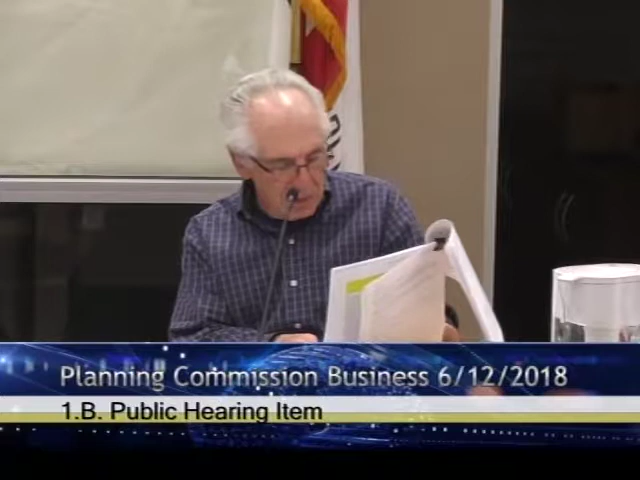 Planning Commission Business 6/12/2018
1.B. Public Hearing Item